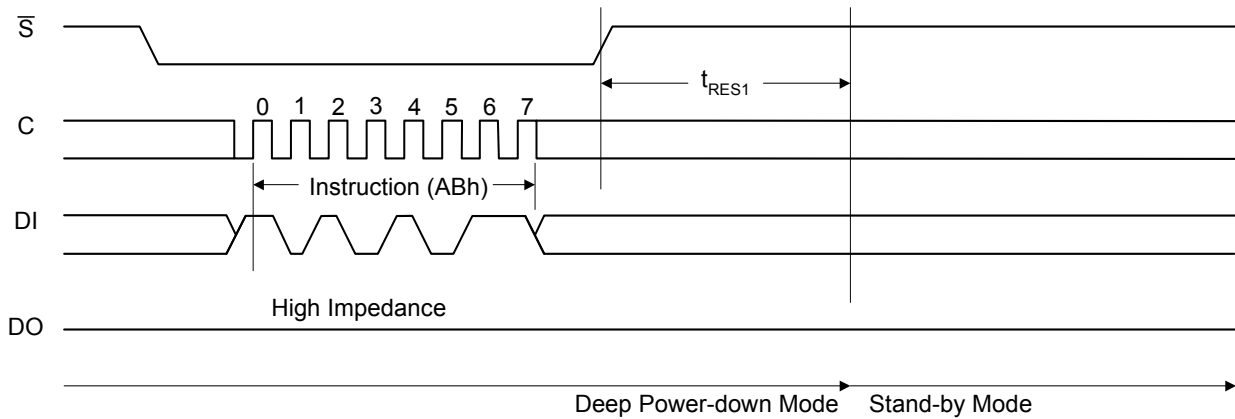 S̅
t_RES1
0 1 2 3 4 5 6 7
C
Instruction (ABh)
DI
High Impedance
DO
Deep Power-down Mode Stand-by Mode